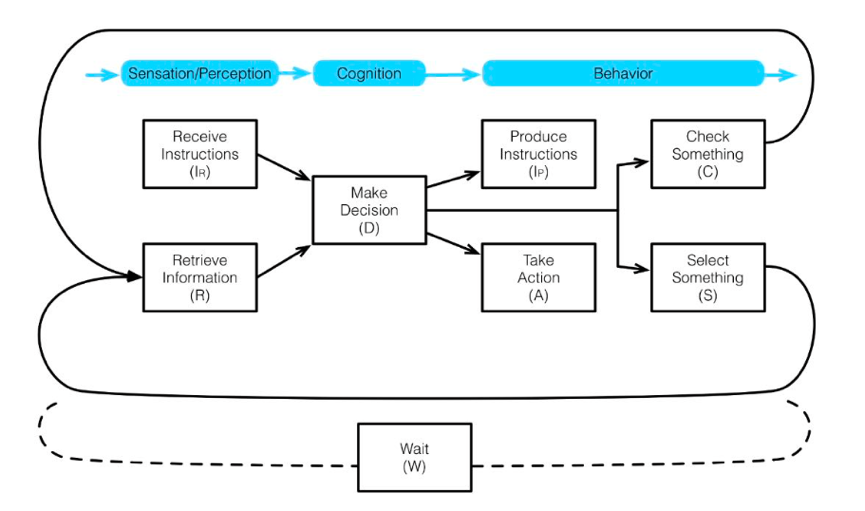 Sensation/Perception
Cognition
Behavior
Receive
Instructions
(IR)
Produce
Instructions
(IP)
Check
Something
(C)
Make
Decision
(D)
Retrieve
Information
(R)
Take
Action
(A)
Select
Something
(S)
Wait
(W)